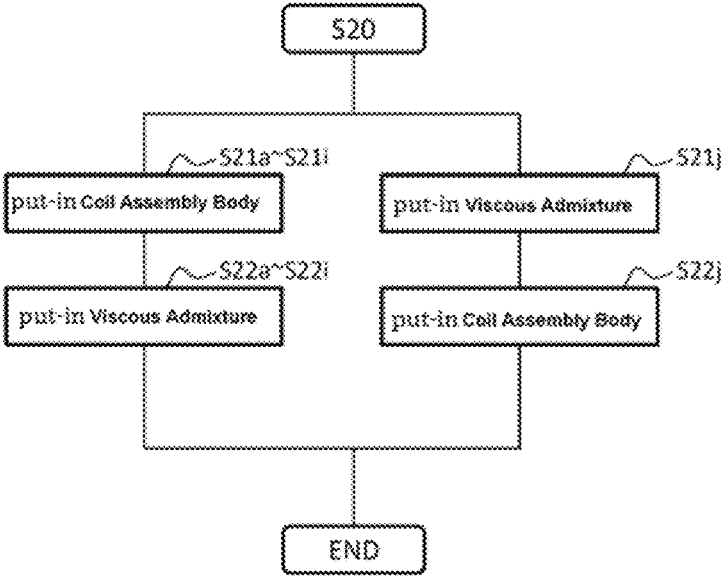 S20
S21a~S21i
S21j
put-in Coil Assembly Body
put-in Viscous Admixture
S22a~S22i
S22j
put-in Viscous Admixture
put-in Coil Assembly Body
END